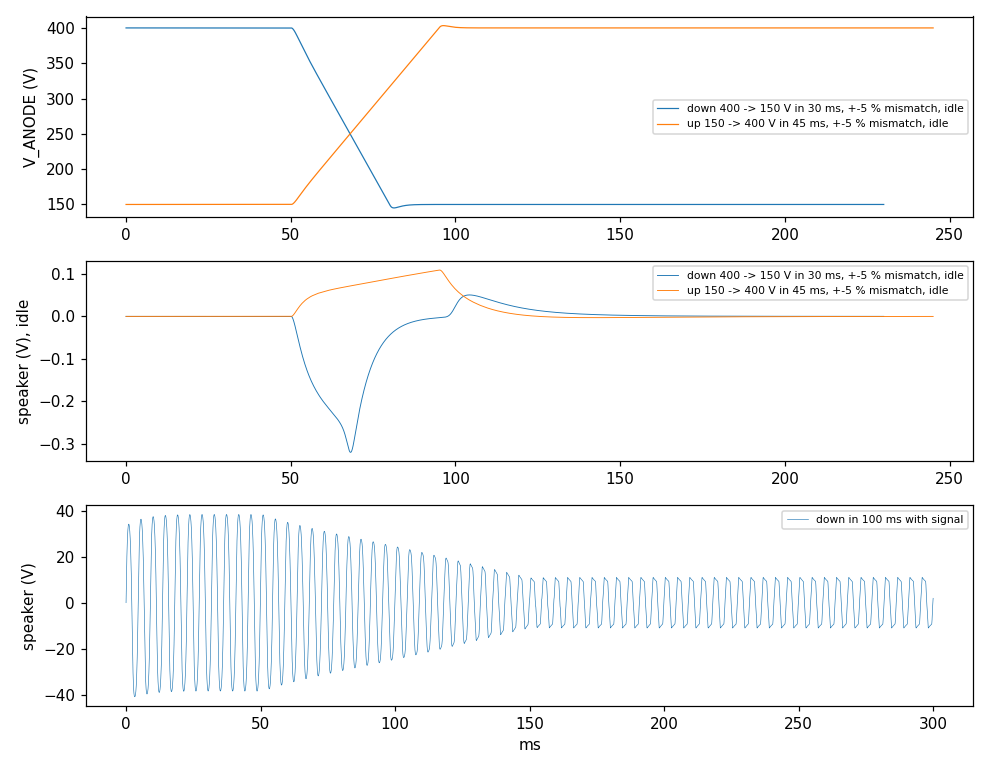 V_ANODE (V)
400
350
300
250
200
150
down 400 -> 150 V in 30 ms, +-5 % mismatch, idle
up 150 -> 400 V in 45 ms, +-5 % mismatch, idle
0 50 100 150 200 250
speaker (V), idle
0.1
0.0
−0.1
−0.2
−0.3
down 400 -> 150 V in 30 ms, +-5 % mismatch, idle
up 150 -> 400 V in 45 ms, +-5 % mismatch, idle
0 50 100 150 200 250
speaker (V)
40
20
0
−20
−40
down in 100 ms with signal
0 50 100 150 200 250 300
ms